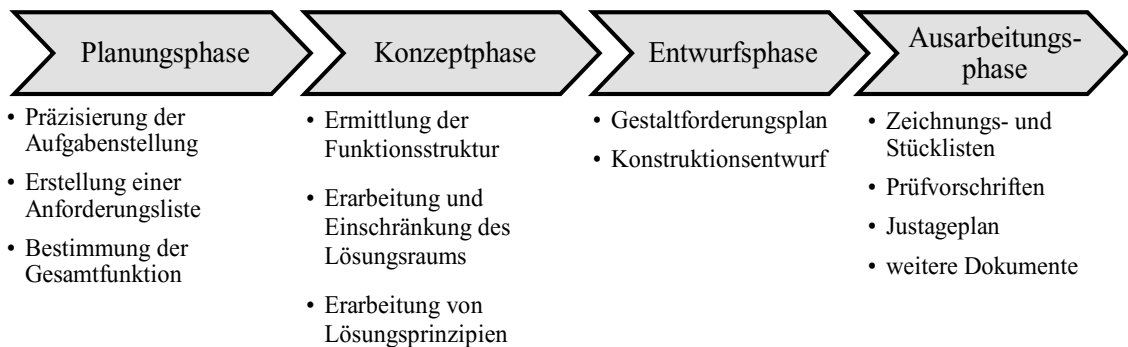 Planungsphase
• Präzisierung der
Aufgabenstellung
• Erstellung einer
Anforderungsliste
• Bestimmung der
Gesamtfunktion
Konzeptphase
• Ermittlung der
Funktionsstruktur
• Erarbeitung und
Einschränkung des
Lösungsraums
• Erarbeitung von
Lösungsprinzipien
Entwurfsphase
• Gestaltforderungsplan
• Konstruktionsentwurf
Ausarbeitungs-
phase
• Zeichnungs- und
Stücklisten
• Prüfvorschriften
• Justageplan
• weitere Dokumente